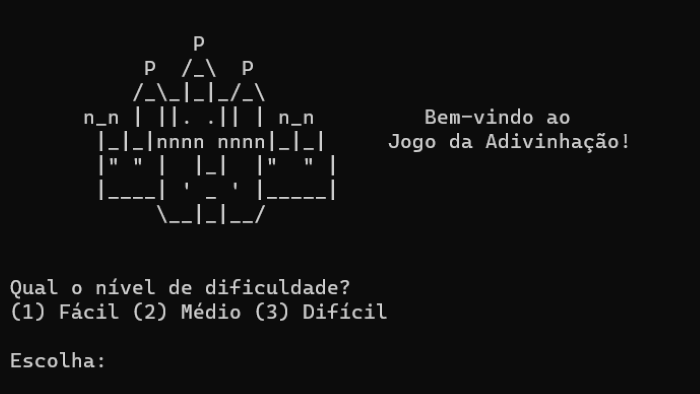 P
P  /_\  P
/_\_|_|_/_\
n_n | ||. .|| | n_n
Bem-vindo ao
|_|_|nnnn nnnn|_|_|
Jogo da Adivinhação!
|" " |  |_|  |"  " |
|____| ' _ ' |_____|
\__|_|__/
Qual o nível de dificuldade?
(1) Fácil (2) Médio (3) Difícil
Escolha: